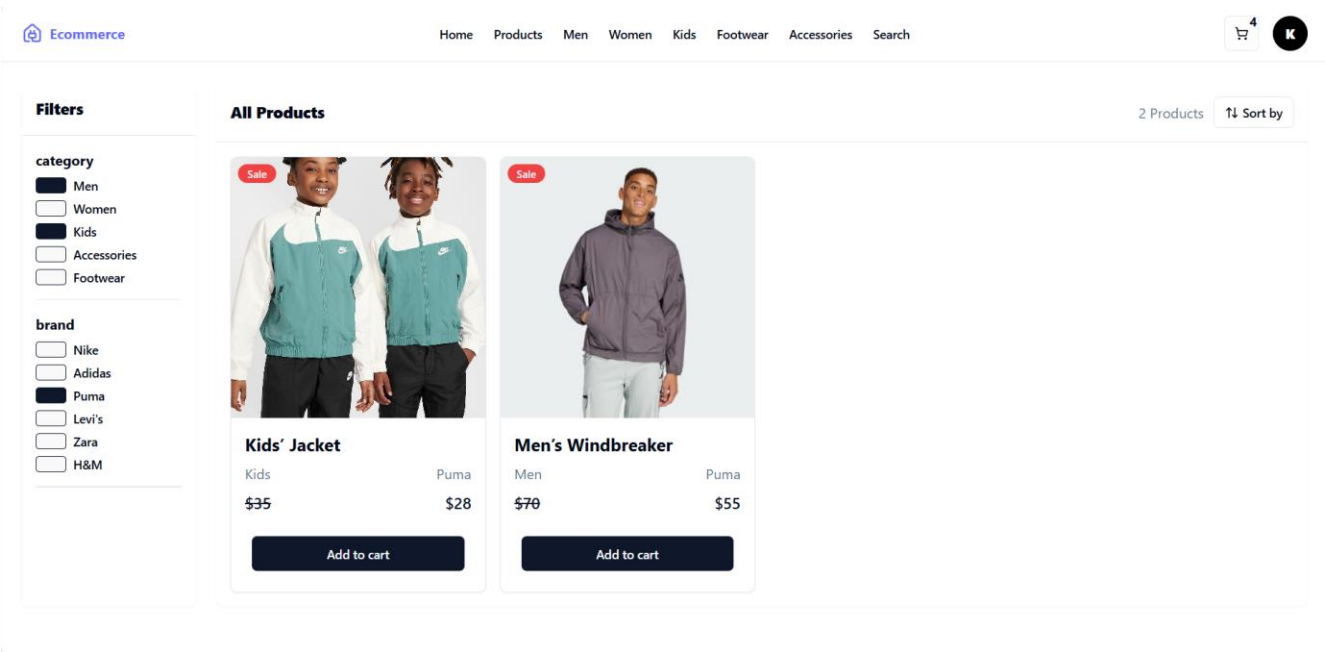 Ecommerce
Home Products Men Women Kids Footwear Accessories Search
4
K
Filters
category
Men
Women
Kids
Accessories
Footwear
brand
Nike
Adidas
Puma
Levi's
Zara
H&M
All Products
2 Products
Sort by
Sale
Kids' Jacket
Kids Puma
$35 $28
Add to cart
Sale
Men's Windbreaker
Men Puma
$70 $55
Add to cart